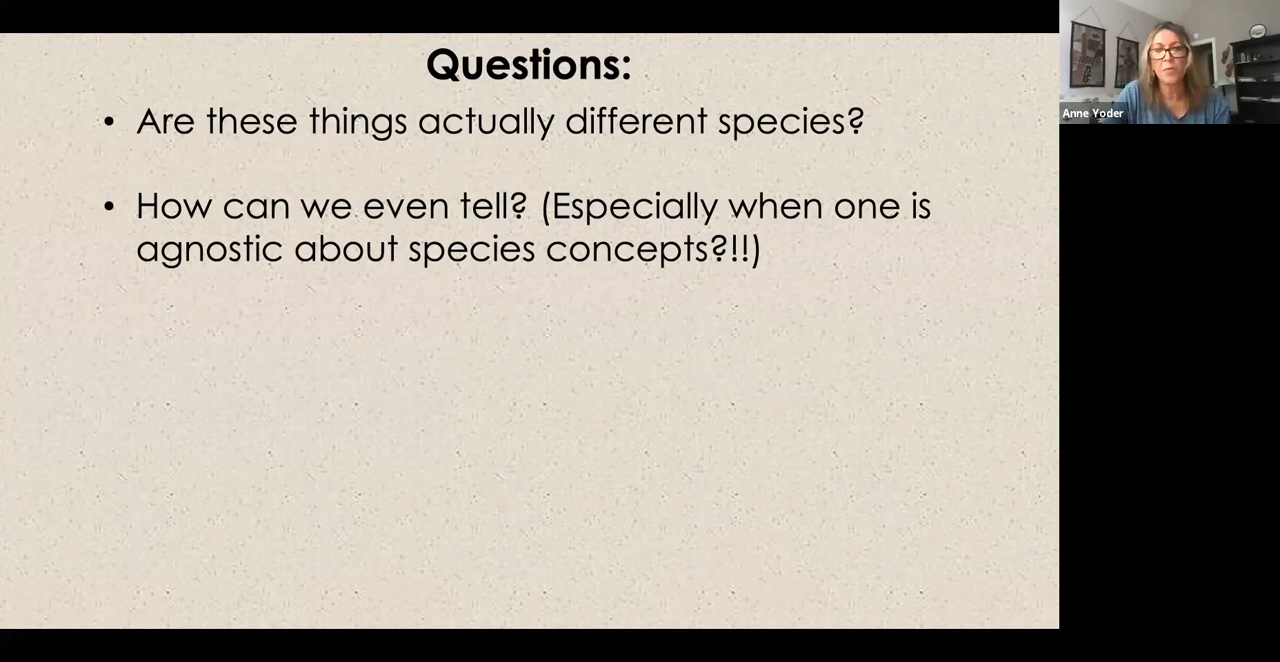 Questions:
• Are these things actually different species?
• How can we even tell? (Especially when one is
agnostic about species concepts?!!)
Anne Yoder